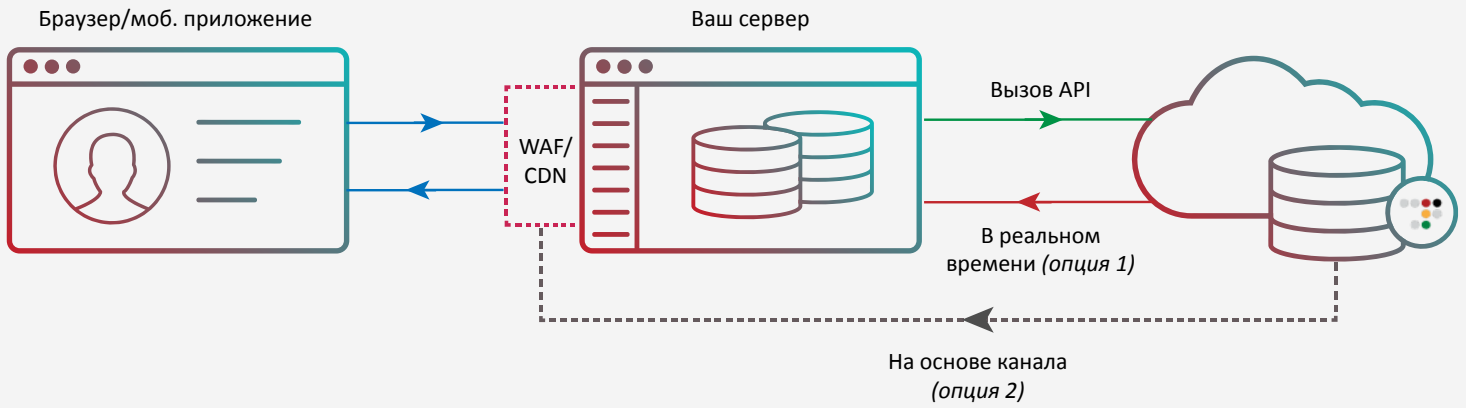 Браузер/моб. приложение
Ваш сервер
WAF/
CDN
Вызов API
В реальном
времени (опция 1)
На основе канала
(опция 2)